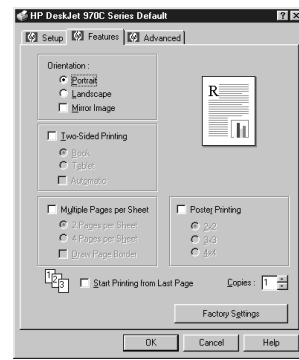 HP DeskJet 970C Series Default
Setup Features Advanced
Orientation :
Portrait
Landscape
Mirror Image
R
Two-Sided Printing
Book
Tablet
Automatic
Multiple Pages per Sheet
2 Pages per Sheet
4 Pages per Sheet
Draw Page Border
Poster Printing
2x2
3x3
4x4
1 2 3
Start Printing from Last Page
Copies : 1
Factory Settings
OK Cancel Help